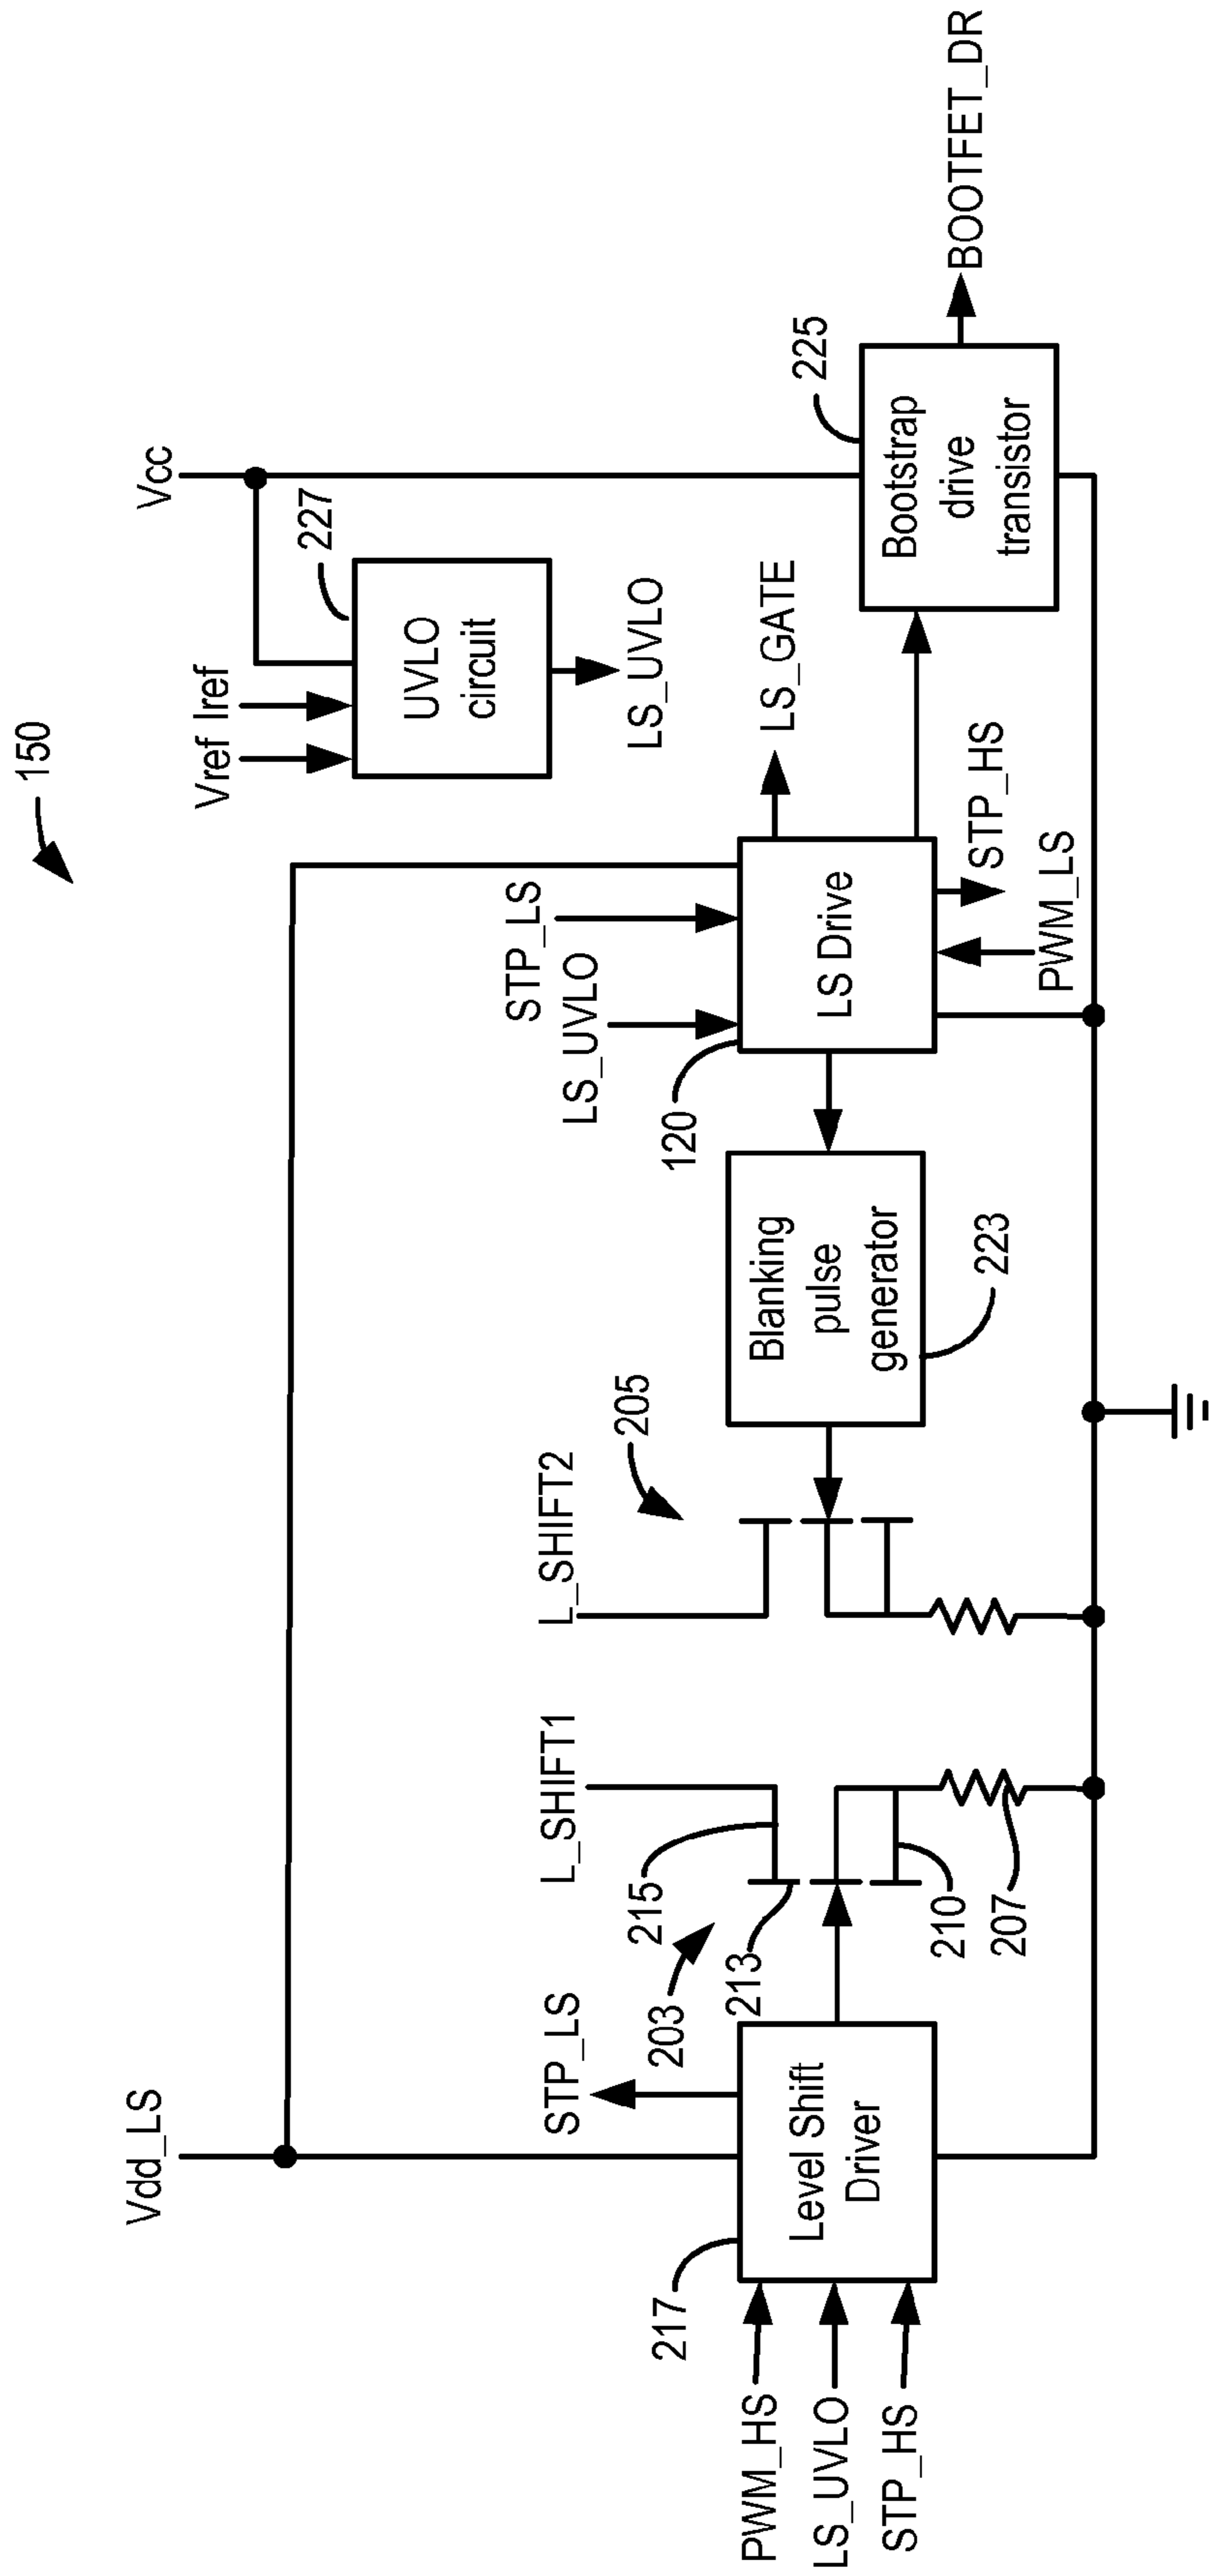 150
Vcc
Vref
Iref
227
UVLO
circuit
LS_UVLO
Vdd_LS
STP_LS
LS_UVLO
120
LS Drive
LS_GATE
STP_HS
PWM_LS
225
Bootstrap
drive
transistor
BOOTFET_DR
Blanking
pulse
generator
223
L_SHIFT2
205
L_SHIFT1
215
213
203
210
207
STP_LS
217
Level Shift
Driver
PWM_HS
LS_UVLO
STP_HS